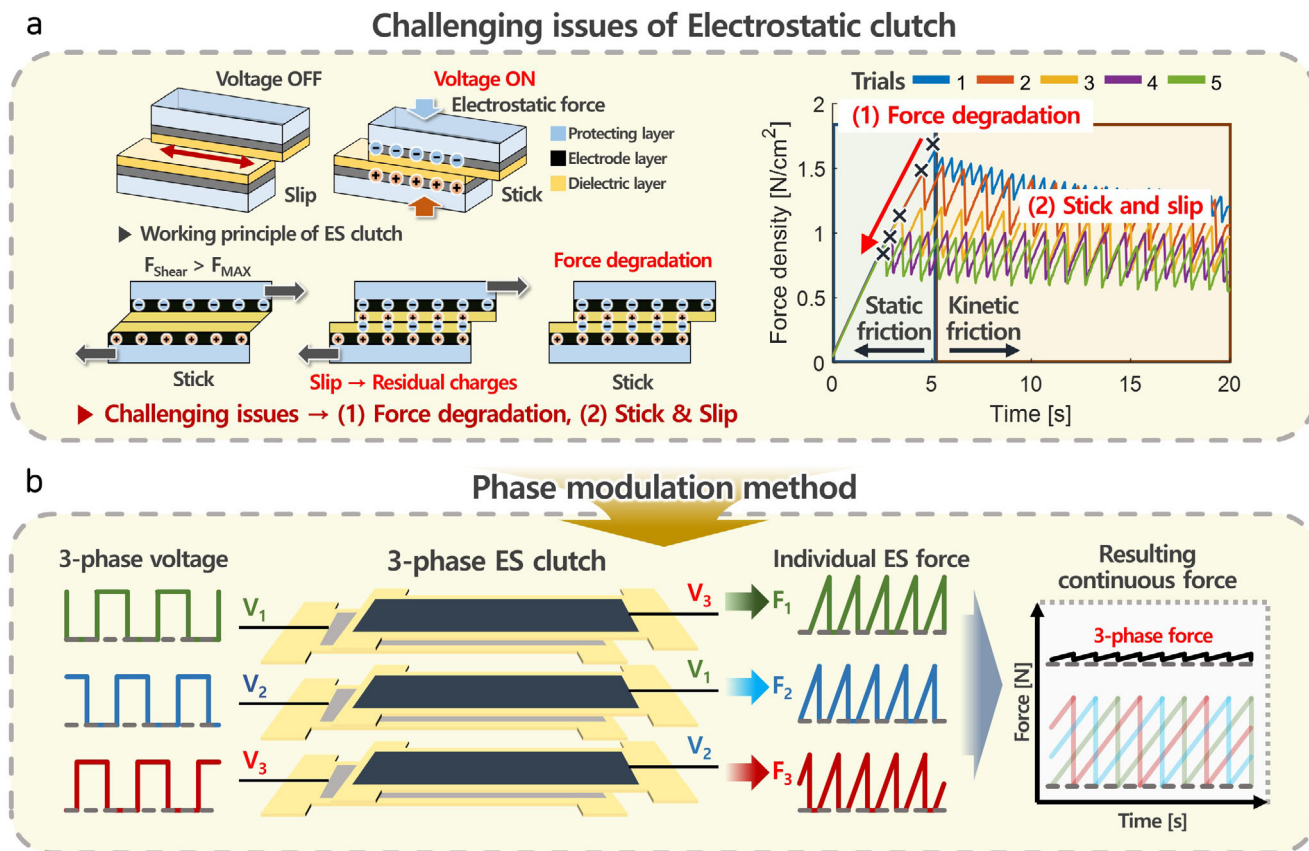 a
Challenging issues of Electrostatic clutch
Voltage OFF
Voltage ON
Electrostatic force
Protecting layer
Electrode layer
Dielectric layer
Slip
Stick
▶ Working principle of ES clutch
F_Shear > F_MAX
Force degradation
Stick
Slip → Residual charges
Stick
▶ Challenging issues → (1) Force degradation, (2) Stick & Slip
Trials 1 2 3 4 5
(1) Force degradation
(2) Stick and slip
Static
friction
Kinetic
friction
Force density [N/cm²]
2
1.5
1
0.5
0
0 5 10 15 20
Time [s]
b
Phase modulation method
3-phase voltage
3-phase ES clutch
Individual ES force
Resulting
continuous force
V₁
V₃
F₁
V₂
V₁
F₂
V₃
V₂
F₃
3-phase force
Force [N]
Time [s]